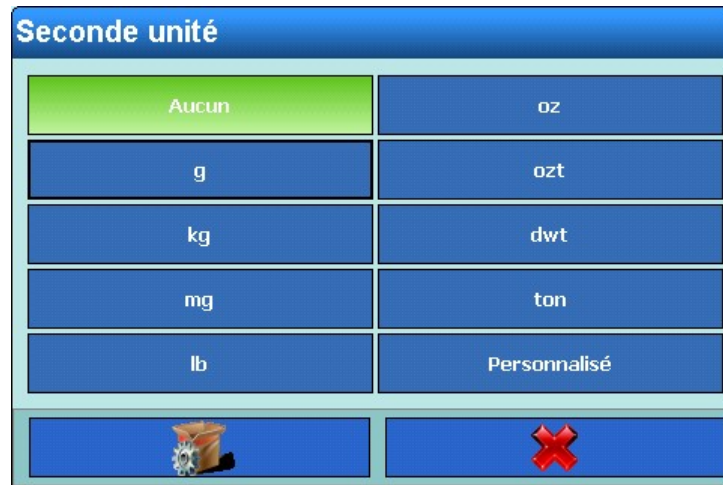 Seconde unité
Aucun
oz
g
ozt
kg
dwt
mg
ton
lb
Personnalisé